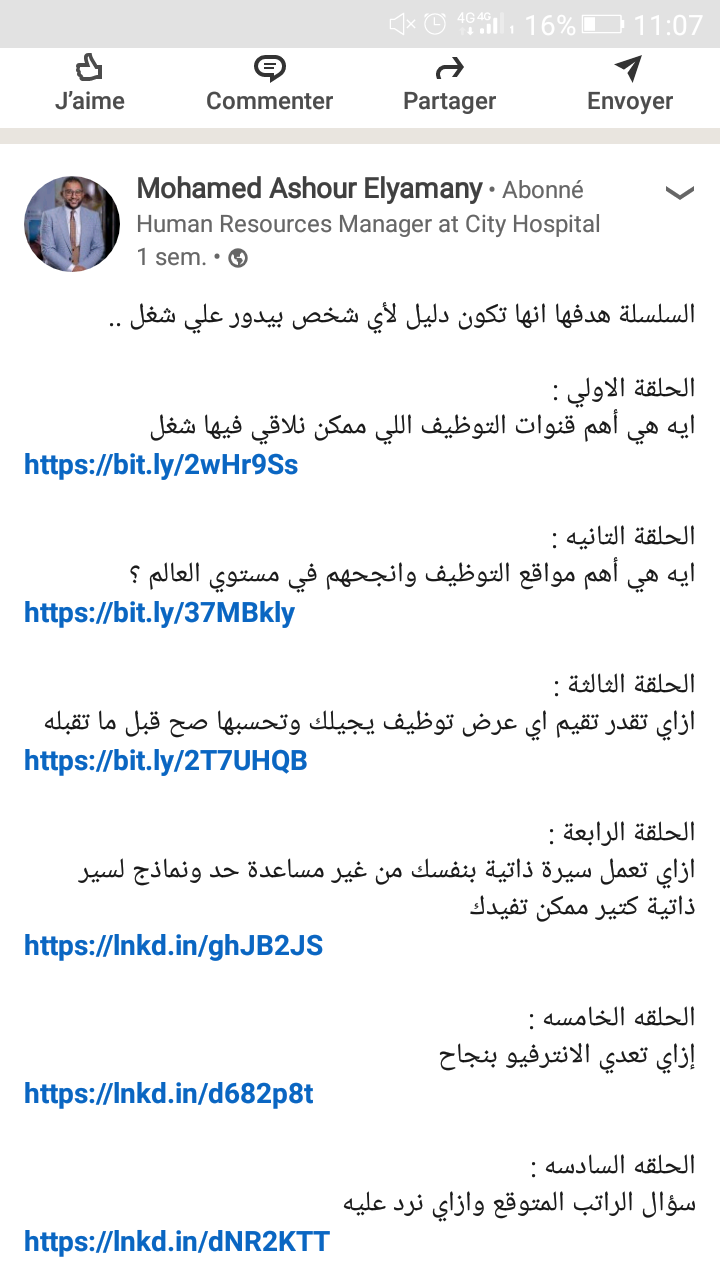 4G 4G 16% 11:07
J'aime Commenter Partager Envoyer
Mohamed Ashour Elyamany • Abonné
Human Resources Manager at City Hospital
1 sem. •
السلسلة هدفها انها تكون دليل لأي شخص بيدور علي شغل ..
الحلقة الاولي :
ايه هي أهم قنوات التوظيف اللي ممكن نلاقي فيها شغل
https://bit.ly/2wHr9Ss
الحلقة التانيه :
ايه هي أهم مواقع التوظيف وانجحهم في مستوي العالم ؟
https://bit.ly/37MBkly
الحلقة الثالثة :
ازاي تقدر تقيم اي عرض توظيف يجيلك وتحسبها صح قبل ما تقبله
https://bit.ly/2T7UHQB
الحلقة الرابعة :
ازاي تعمل سيرة ذاتية بنفسك من غير مساعدة حد ونماذج لسير
ذاتية كتير ممكن تفيدك
https://lnkd.in/ghJB2JS
الحلقه الخامسه :
إزاي تعدي الانترفيو بنجاح
https://lnkd.in/d682p8t
الحلقه السادسه :
سؤال الراتب المتوقع وازاي نرد عليه
https://lnkd.in/dNR2KTT